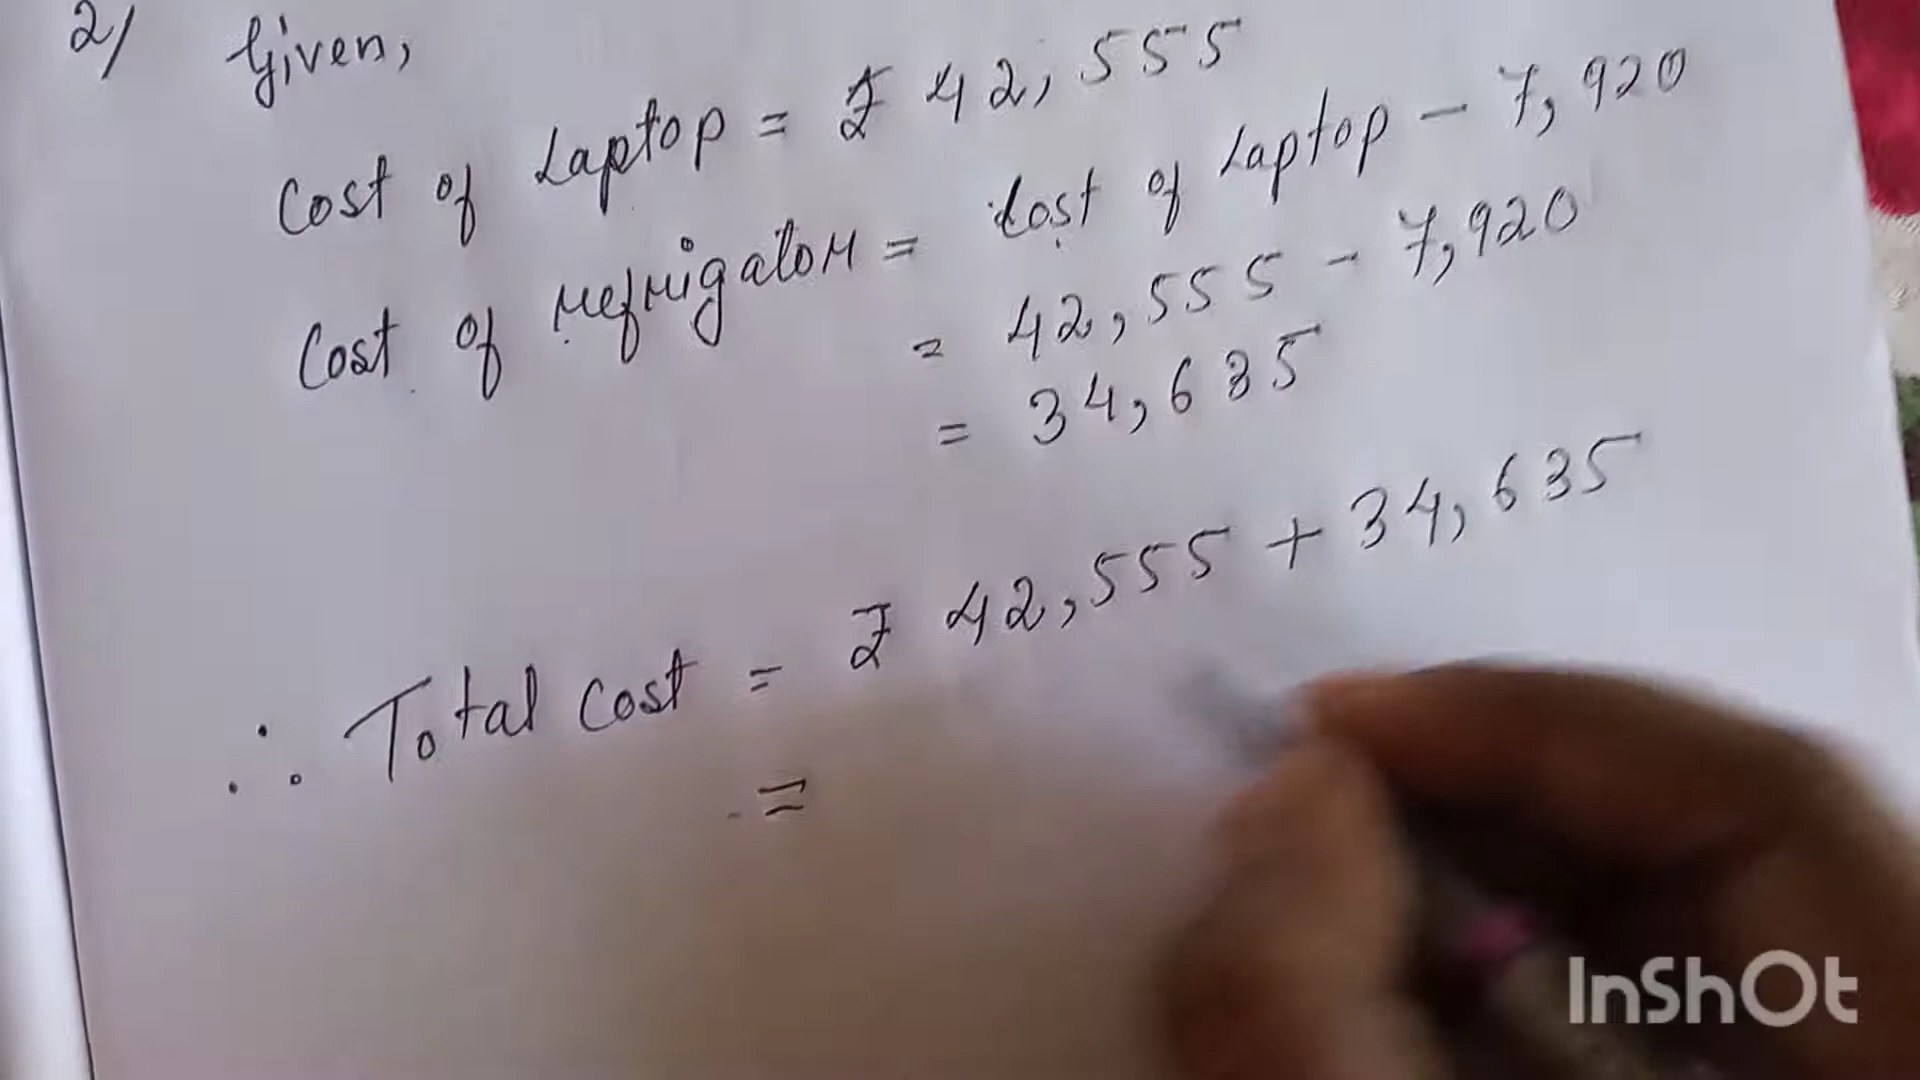 2/ Given,
Cost of Laptop = ₹ 42,555
Cost of refrigator = Cost of Laptop - 7,920
= 42,555 - 7,920
= 34,635
∴ Total cost = ₹ 42,555 + 34,635
=
InShOt